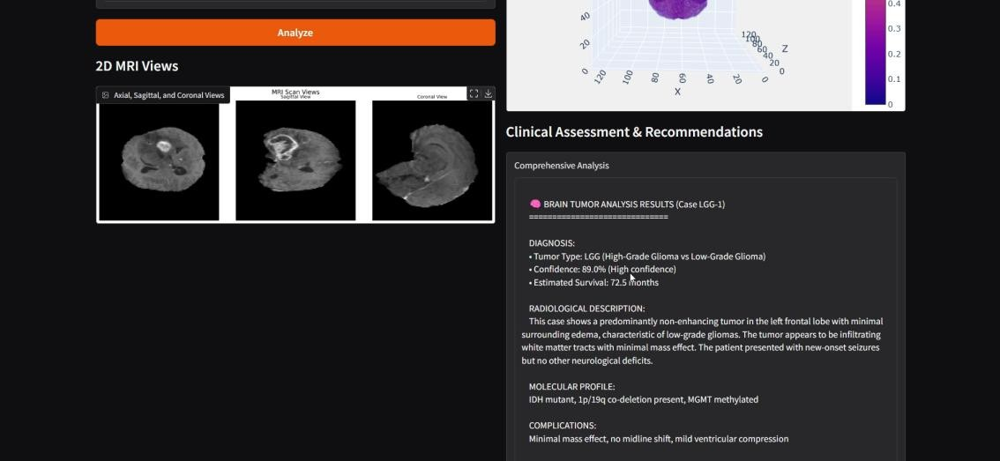 Analyze
2D MRI Views
Axial, Sagittal, and Coronal Views
MRI Scan Views
Sagittal View
Coronal View
40
20
0
120
100
80
60
40
20
0
X
120
100
80
60
40
20
0
Z
0.4
0.3
0.2
0.1
0
Clinical Assessment & Recommendations
Comprehensive Analysis
🧠 BRAIN TUMOR ANALYSIS RESULTS (Case LGG-1)
==============================
DIAGNOSIS:
• Tumor Type: LGG (High-Grade Glioma vs Low-Grade Glioma)
• Confidence: 89.0% (High confidence)
• Estimated Survival: 72.5 months
RADIOLOGICAL DESCRIPTION:
This case shows a predominantly non-enhancing tumor in the left frontal lobe with minimal
surrounding edema, characteristic of low-grade gliomas. The tumor appears to be infiltrating
white matter tracts with minimal mass effect. The patient presented with new-onset seizures
but no other neurological deficits.
MOLECULAR PROFILE:
IDH mutant, 1p/19q co-deletion present, MGMT methylated
COMPLICATIONS:
Minimal mass effect, no midline shift, mild ventricular compression